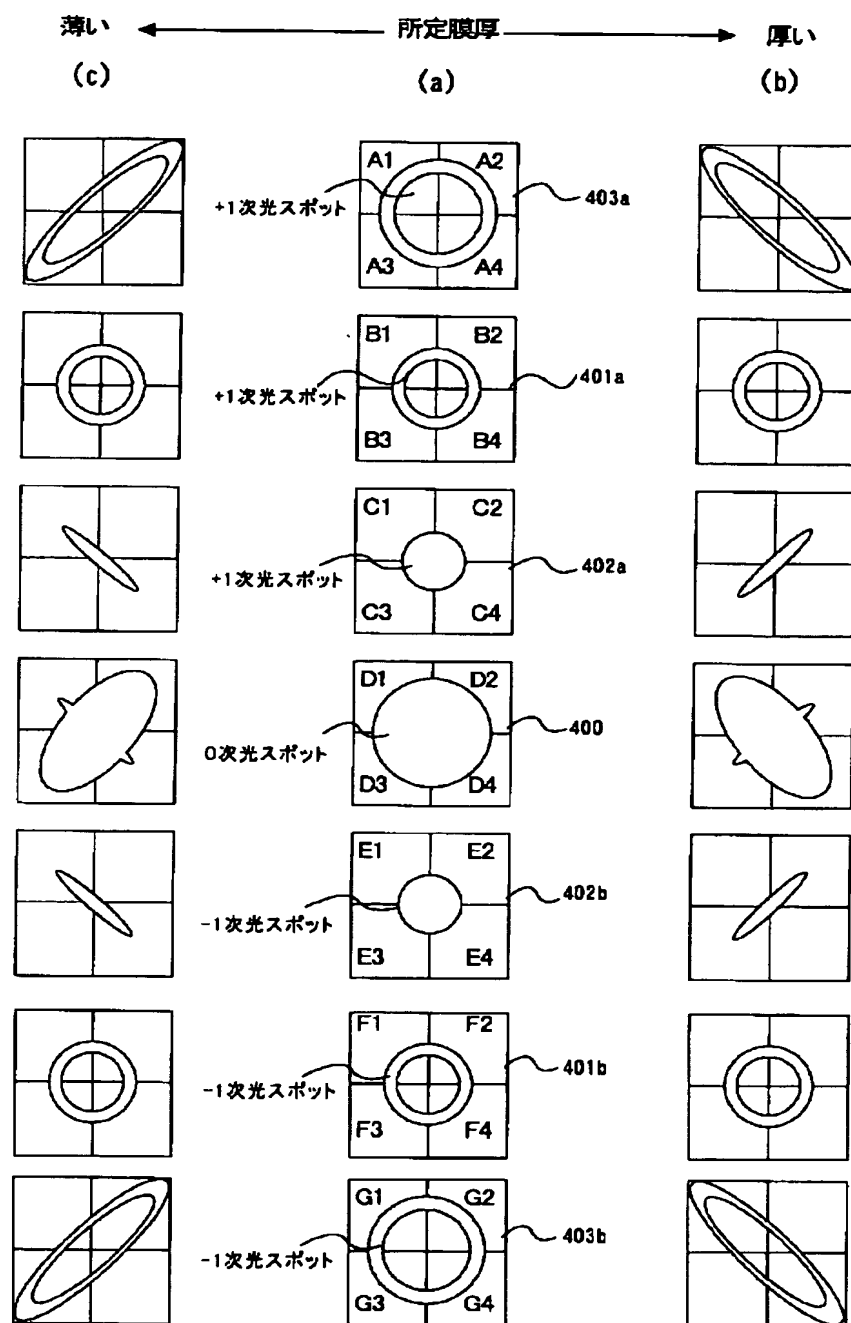 薄い 所定膜厚 厚い
(c) (a) (b)
A1 A2
+1次光スポット 403a
A3 A4
B1 B2
+1次光スポット 401a
B3 B4
C1 C2
+1次光スポット 402a
C3 C4
D1 D2
0次光スポット 400
D3 D4
E1 E2
-1次光スポット 402b
E3 E4
F1 F2
-1次光スポット 401b
F3 F4
G1 G2
-1次光スポット 403b
G3 G4